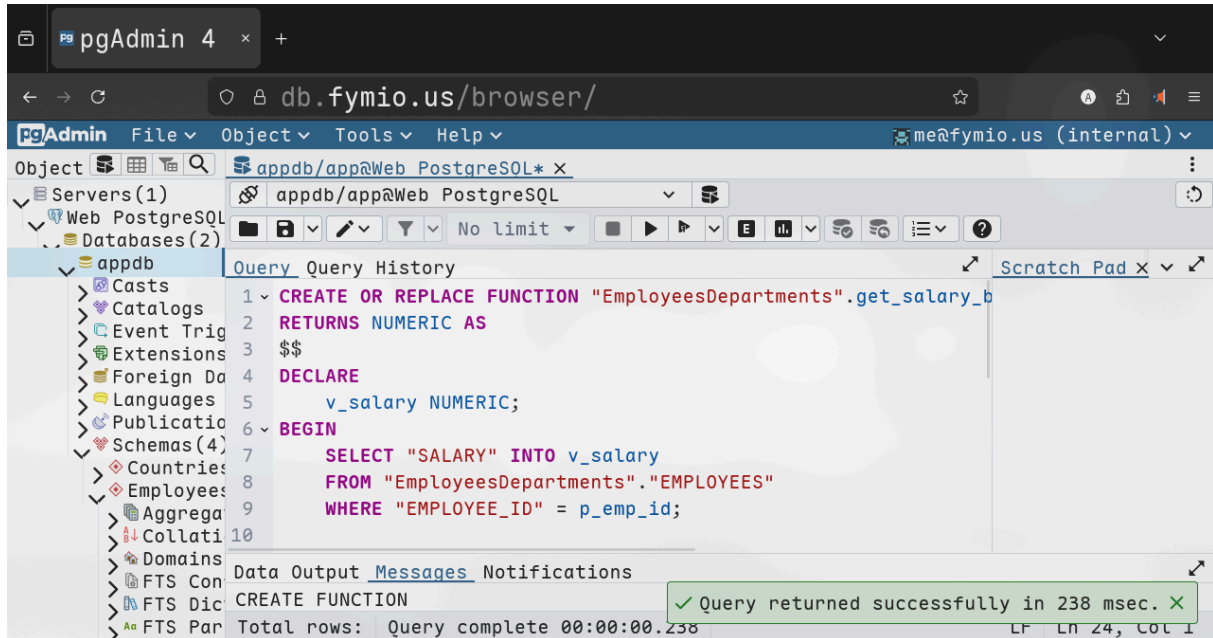 pgAdmin 4
db.fymio.us/browser/
pgAdmin File Object Tools Help me@fymio.us (internal)
Object appdb/app@Web PostgreSQL*
Servers(1)
appdb/app@Web PostgreSQL
Web PostgreSQL
No limit
Databases(2)
appdb
Query Query History Scratch Pad
Casts
Catalogs
Event Trig
Extensions
Foreign Da
Languages
Publicatio
Schemas(4)
Countries
Employees
Aggrega
Collati
Domains
FTS Con
FTS Dic
FTS Par
1 CREATE OR REPLACE FUNCTION "EmployeesDepartments".get_salary_b
2 RETURNS NUMERIC AS
3 $$
4 DECLARE
5 v_salary NUMERIC;
6 BEGIN
7 SELECT "SALARY" INTO v_salary
8 FROM "EmployeesDepartments"."EMPLOYEES"
9 WHERE "EMPLOYEE_ID" = p_emp_id;
10
Data Output Messages Notifications
CREATE FUNCTION
Query returned successfully in 238 msec.
Total rows: Query complete 00:00:00.238 LF Ln 24, Col 1